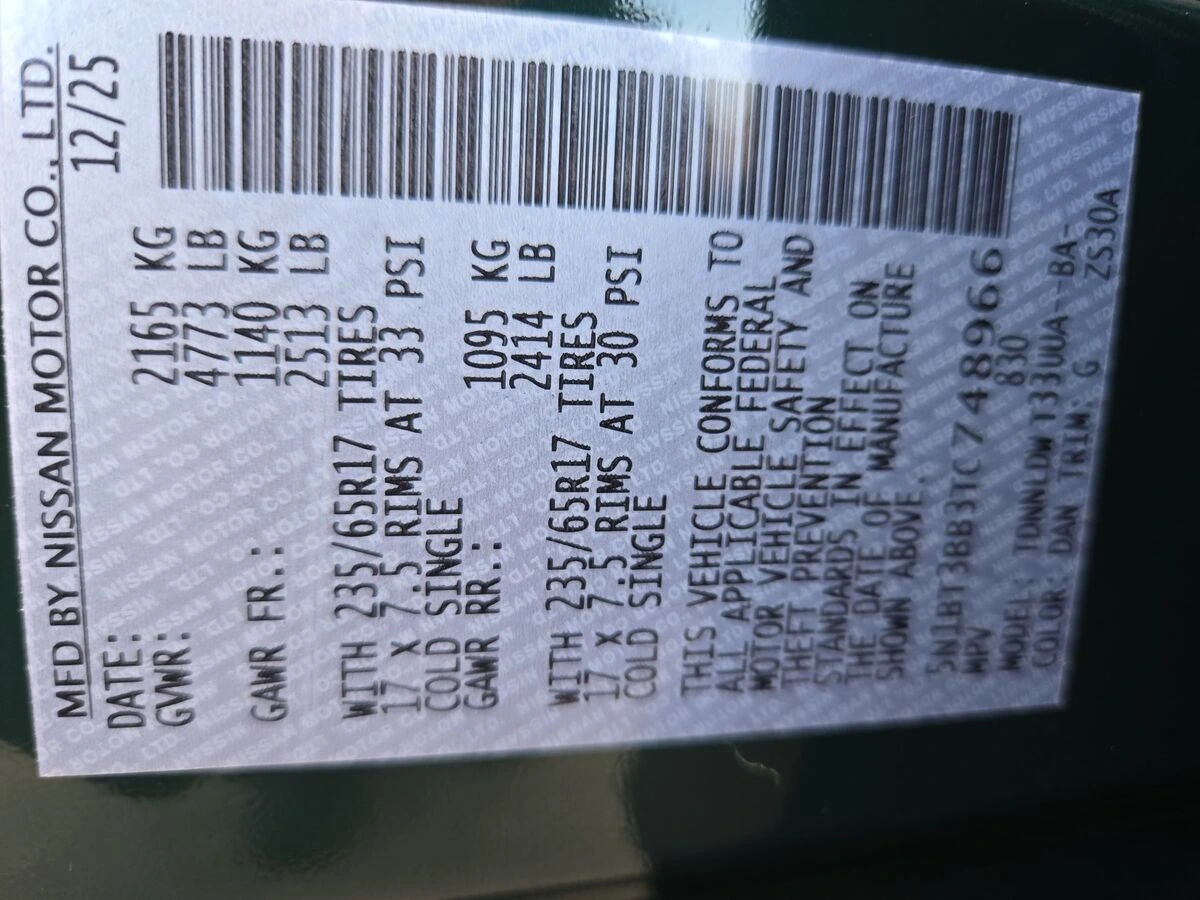 MFD BY NISSAN MOTOR CO., LTD.
DATE: 12/25
GVWR: 2165 KG
4773 LB
GAWR FR.: 1140 KG
2513 LB
WITH 235/65R17 TIRES
17 X 7.5 RIMS AT 33 PSI
COLD SINGLE
GAWR RR.: 1095 KG
2414 LB
WITH 235/65R17 TIRES
17 X 7.5 RIMS AT 30 PSI
COLD SINGLE
THIS VEHICLE CONFORMS TO
ALL APPLICABLE FEDERAL
MOTOR VEHICLE SAFETY AND
THEFT PREVENTION
STANDARDS IN EFFECT ON
THE DATE OF MANUFACTURE
SHOWN ABOVE.
5N1BT3BB3TC748966
MPV 830
MODEL: TDNNLDW T33UUA--BA-
COLOR: DAN TRIM: G ZS30A